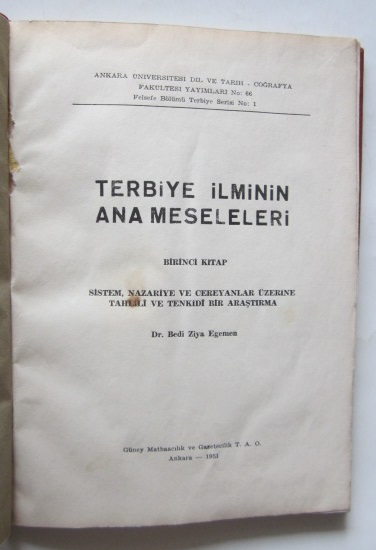 ANKARA ÜNİVERSİTESİ DİL VE TARİH - COĞRAFYA
FAKÜLTESİ YAYIMLARI No: 66
Felsefe Bölümü Terbiye Serisi No: 1
TERBİYE İLMİNİN
ANA MESELELERİ
BİRİNCİ KİTAP
SİSTEM, NAZARİYE VE CEREYANLAR ÜZERİNE
TAHLİLİ VE TENKİDİ BİR ARAŞTIRMA
Dr. Bedi Ziya Egemen
Güney Matbaacılık ve Gazetecilik T. A. O.
Ankara — 1951